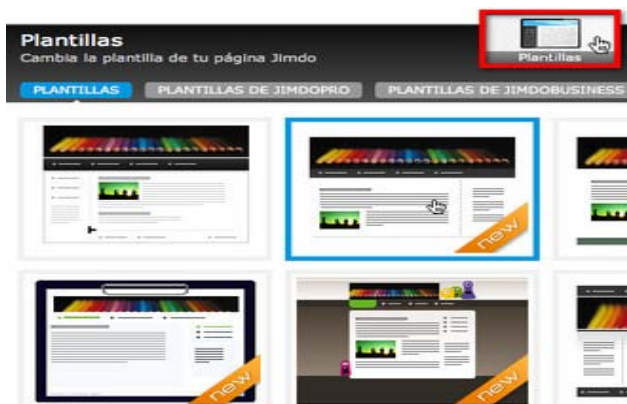 Plantillas
Cambia la plantilla de tu página Jimdo
Plantillas
PLANTILLAS
PLANTILLAS DE JIMDOPRO
PLANTILLAS DE JIMDOBUSINESS
new
new
new